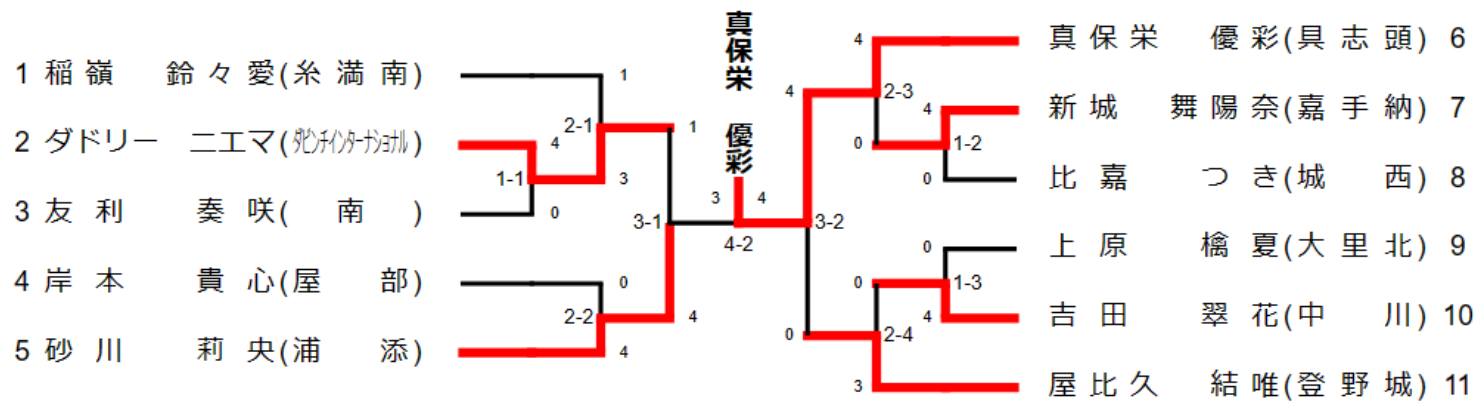 1 稲嶺 鈴々愛(糸満南)
2 ダドリー ニエマ(ダビンチインターナショナル)
3 友利 奏咲( 南 )
4 岸本 貴心(屋 部)
5 砂川 莉央(浦 添)
1
2-1
4
1-1
3
0
1
3-1
0
2-2
4
4
真保栄 優彩
3
4
4-2
4
4
2-3
4
0
1-2
0
3-2
0
0
1-3
4
0
2-4
3
真保栄 優彩(具志頭) 6
新城 舞陽奈(嘉手納) 7
比嘉 つき(城 西) 8
上原 檎夏(大里北) 9
吉田 翠花(中 川) 10
屋比久 結唯(登野城) 11